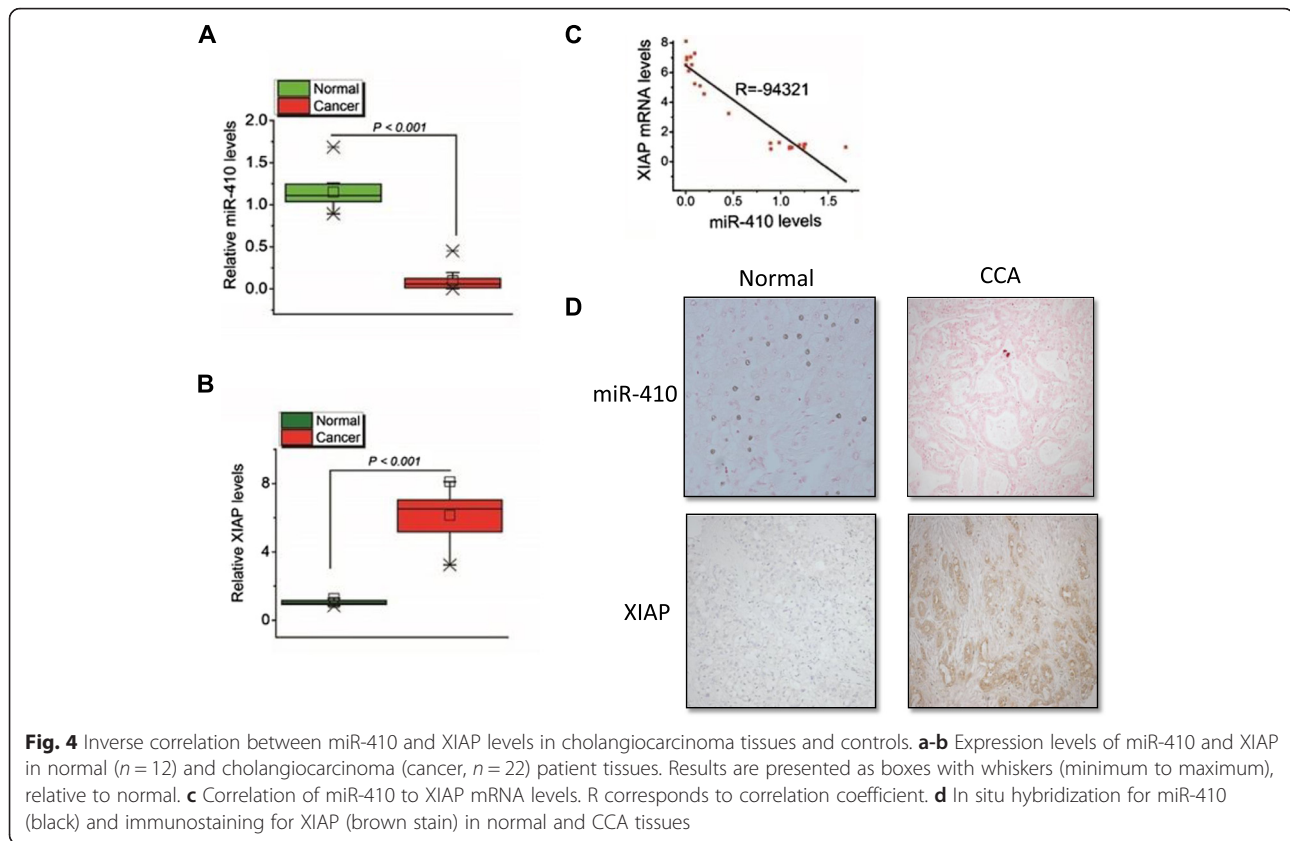 A
Normal
Cancer
P < 0.001
Relative miR-410 levels
2.0
1.5
1.0
0.5
0.0
B
Normal
Cancer
P < 0.001
Relative XIAP levels
8
4
0
C
XIAP mRNA levels
8
6
4
2
0
R=-94321
0.0 0.5 1.0 1.5
miR-410 levels
D
Normal CCA
miR-410
XIAP
Fig. 4 Inverse correlation between miR-410 and XIAP levels in cholangiocarcinoma tissues and controls. a-b Expression levels of miR-410 and XIAP
in normal (n = 12) and cholangiocarcinoma (cancer, n = 22) patient tissues. Results are presented as boxes with whiskers (minimum to maximum),
relative to normal. c Correlation of miR-410 to XIAP mRNA levels. R corresponds to correlation coefficient. d In situ hybridization for miR-410
(black) and immunostaining for XIAP (brown stain) in normal and CCA tissues